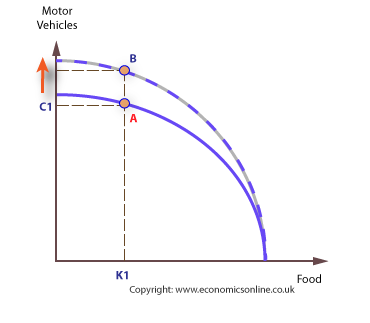 Motor
Vehicles
B
C1
A
K1
Food
Copyright: www.economicsonline.co.uk